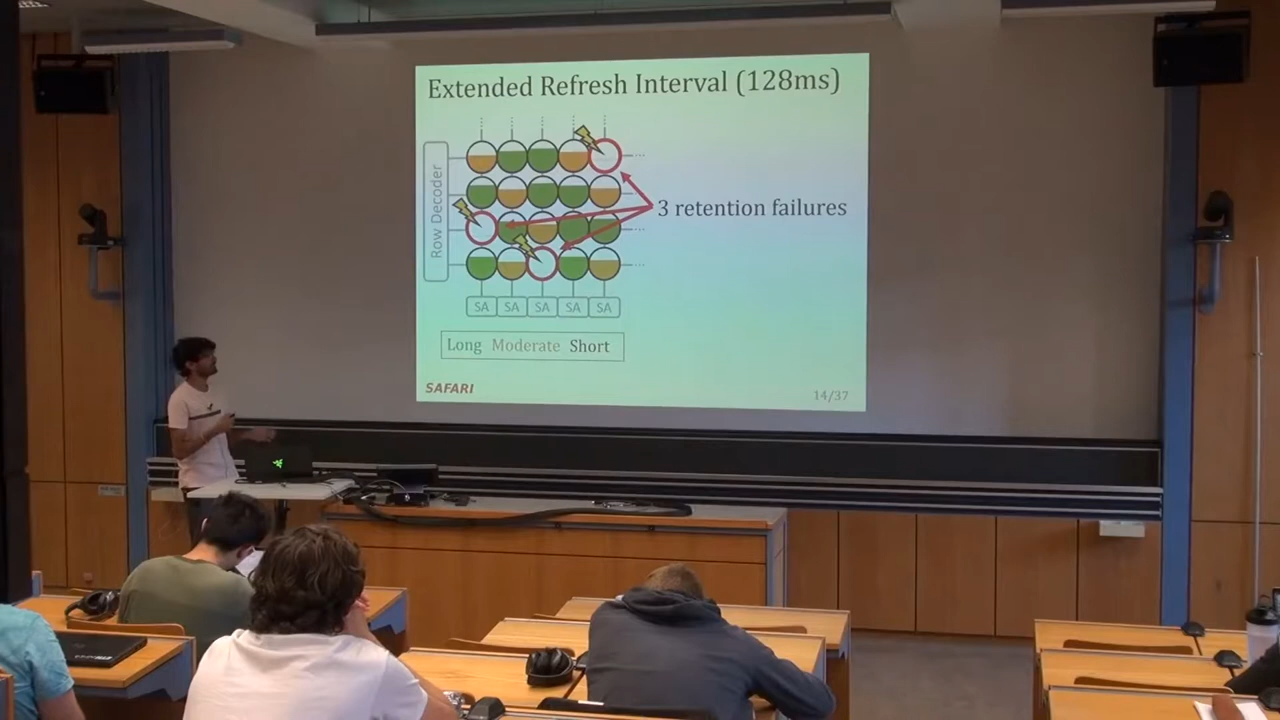 Extended Refresh Interval (128ms)
Row Decoder
3 retention failures
SA SA SA SA SA
Long Moderate Short
SAFARI
14/37